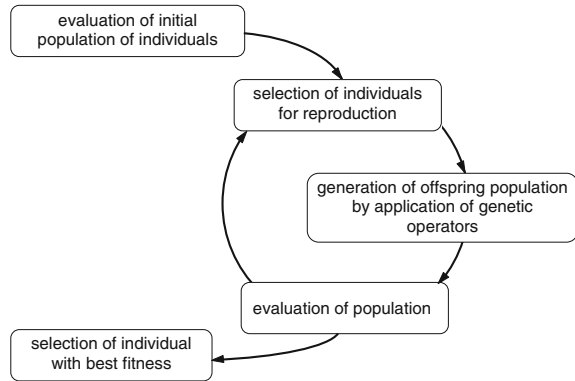 evaluation of initial
population of individuals
selection of individuals
for reproduction
generation of offspring population
by application of genetic
operators
evaluation of population
selection of individual
with best fitness